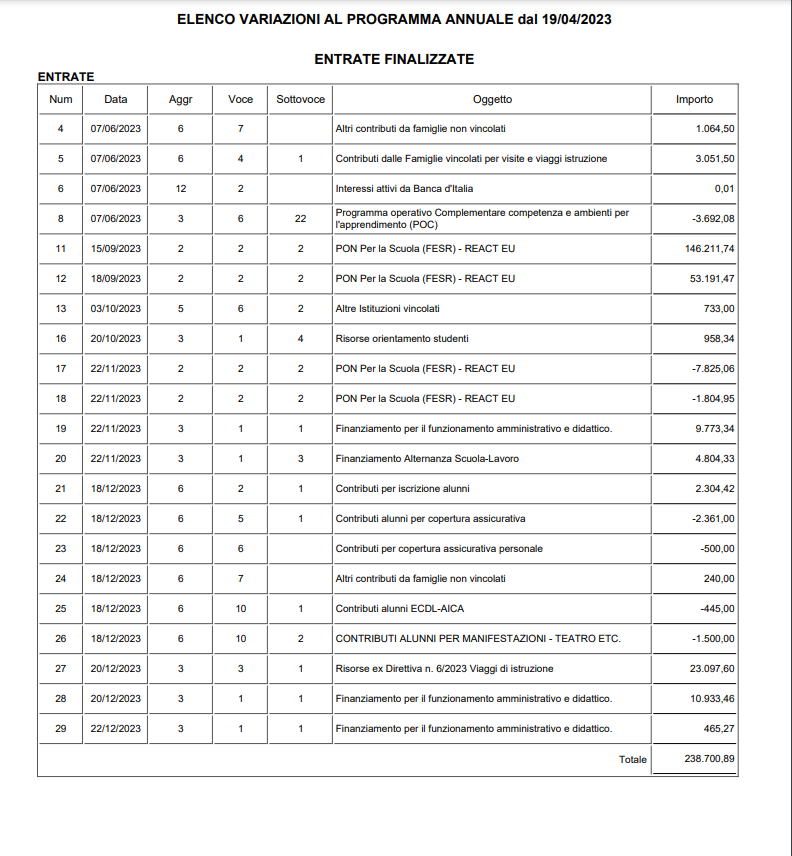 ELENCO VARIAZIONI AL PROGRAMMA ANNUALE dal 19/04/2023
ENTRATE FINALIZZATE
ENTRATE
Num Data Aggr Voce Sottovoce Oggetto Importo
4 07/06/2023 6 7 Altri contributi da famiglie non vincolati 1.064,50
5 07/06/2023 6 4 1 Contributi dalle Famiglie vincolati per visite e viaggi istruzione 3.051,50
6 07/06/2023 12 2 Interessi attivi da Banca d'Italia 0,01
8 07/06/2023 3 6 22 Programma operativo Complementare competenza e ambienti per
l'apprendimento (POC) -3.692,08
11 15/09/2023 2 2 2 PON Per la Scuola (FESR) - REACT EU 146.211,74
12 18/09/2023 2 2 2 PON Per la Scuola (FESR) - REACT EU 53.191,47
13 03/10/2023 5 6 2 Altre Istituzioni vincolati 733,00
16 20/10/2023 3 1 4 Risorse orientamento studenti 958,34
17 22/11/2023 2 2 2 PON Per la Scuola (FESR) - REACT EU -7.825,06
18 22/11/2023 2 2 2 PON Per la Scuola (FESR) - REACT EU -1.804,95
19 22/11/2023 3 1 1 Finanziamento per il funzionamento amministrativo e didattico. 9.773,34
20 22/11/2023 3 1 3 Finanziamento Alternanza Scuola-Lavoro 4.804,33
21 18/12/2023 6 2 1 Contributi per iscrizione alunni 2.304,42
22 18/12/2023 6 5 1 Contributi alunni per copertura assicurativa -2.361,00
23 18/12/2023 6 6 Contributi per copertura assicurativa personale -500,00
24 18/12/2023 6 7 Altri contributi da famiglie non vincolati 240,00
25 18/12/2023 6 10 1 Contributi alunni ECDL-AICA -445,00
26 18/12/2023 6 10 2 CONTRIBUTI ALUNNI PER MANIFESTAZIONI - TEATRO ETC. -1.500,00
27 20/12/2023 3 3 1 Risorse ex Direttiva n. 6/2023 Viaggi di istruzione 23.097,60
28 20/12/2023 3 1 1 Finanziamento per il funzionamento amministrativo e didattico. 10.933,46
29 22/12/2023 3 1 1 Finanziamento per il funzionamento amministrativo e didattico. 465,27
Totale 238.700,89